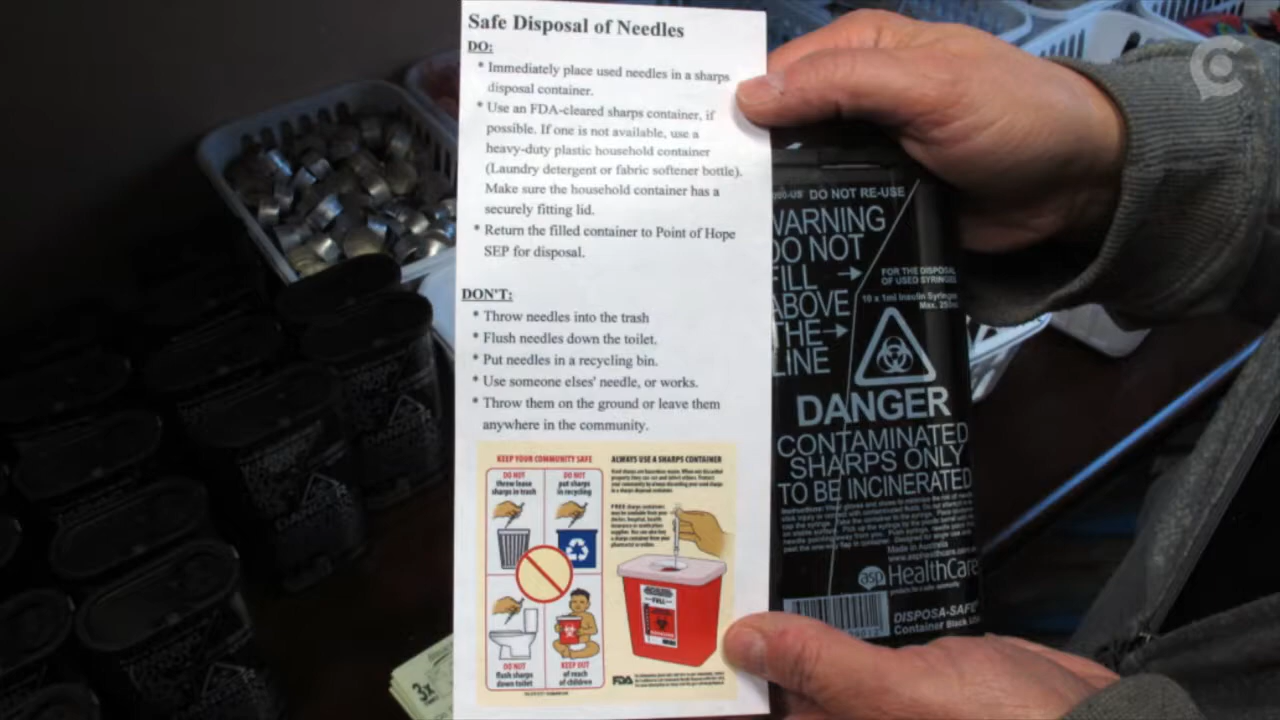 Safe Disposal of Needles
DO:
* Immediately place used needles in a sharps
disposal container.
* Use an FDA-cleared sharps container, if
possible. If one is not available, use a
heavy-duty plastic household container
(Laundry detergent or fabric softener bottle).
Make sure the household container has a
securely fitting lid.
* Return the filled container to Point of Hope
SEP for disposal.
DON'T:
* Throw needles into the trash
* Flush needles down the toilet.
* Put needles in a recycling bin.
* Use someone elses' needle, or works.
* Throw them on the ground or leave them
anywhere in the community.
KEEP YOUR COMMUNITY SAFE
DO NOT
throw loose
sharps in trash
DO NOT
put sharps
in recycling
DO NOT
flush sharps
down toilet
KEEP OUT
of reach
of children
ALWAYS USE A SHARPS CONTAINER
FDA
DO NOT RE-USE
WARNING
DO NOT
FILL
ABOVE
THE
LINE
FOR THE DISPOSAL
OF USED SYRINGES
10 x 1ml Insulin Syringe
DANGER
CONTAMINATED
SHARPS ONLY
TO BE INCINERATED
Made in Australia
asp HealthCare
DISPOSA-SAFE
Container Black
3x